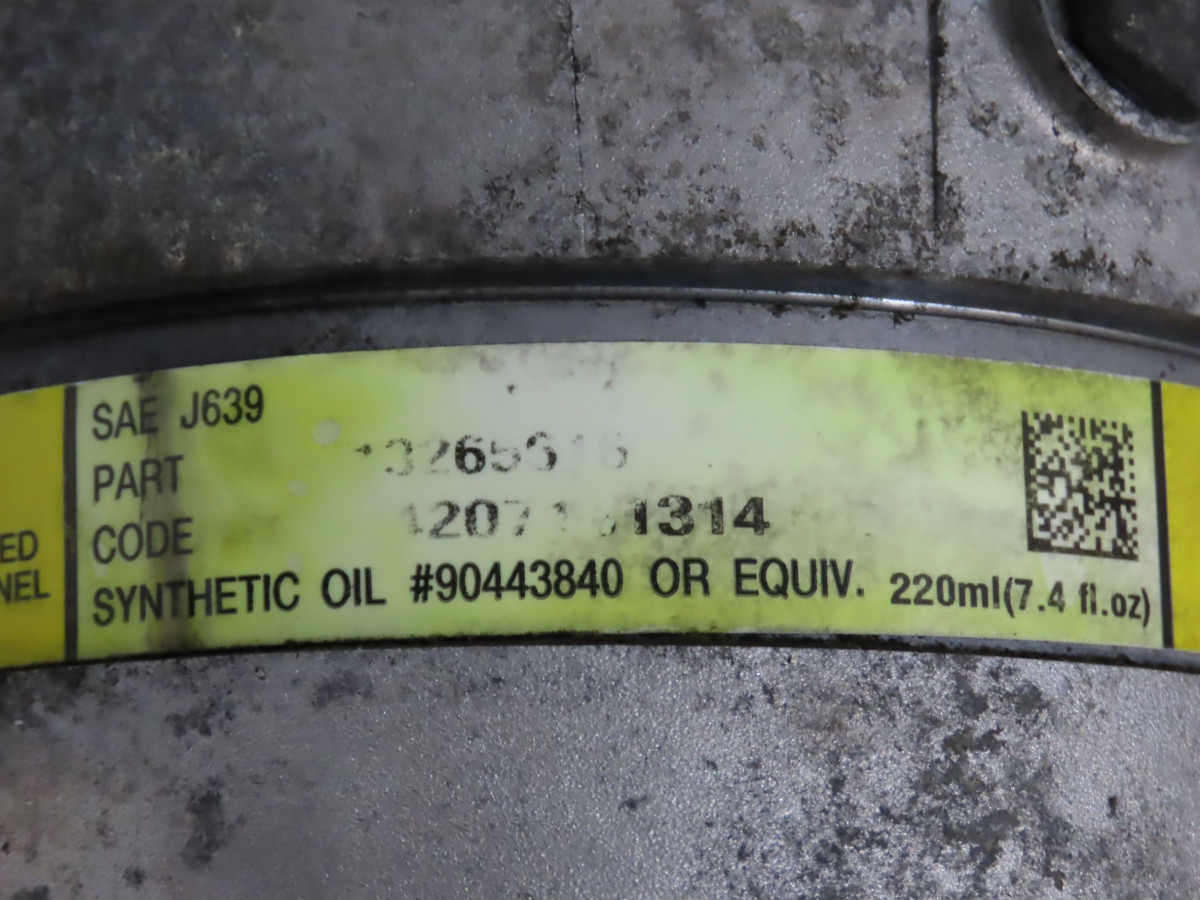 SAE J639
PART
CODE
SYNTHETIC OIL #90443840 OR EQUIV. 220ml(7.4 fl.oz)
ED
NEL